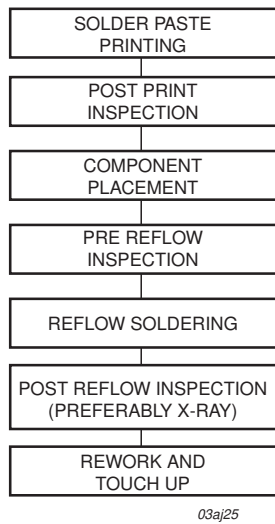 SOLDER PASTE
PRINTING
POST PRINT
INSPECTION
COMPONENT
PLACEMENT
PRE REFLOW
INSPECTION
REFLOW SOLDERING
POST REFLOW INSPECTION
(PREFERABLY X-RAY)
REWORK AND
TOUCH UP
03aj25